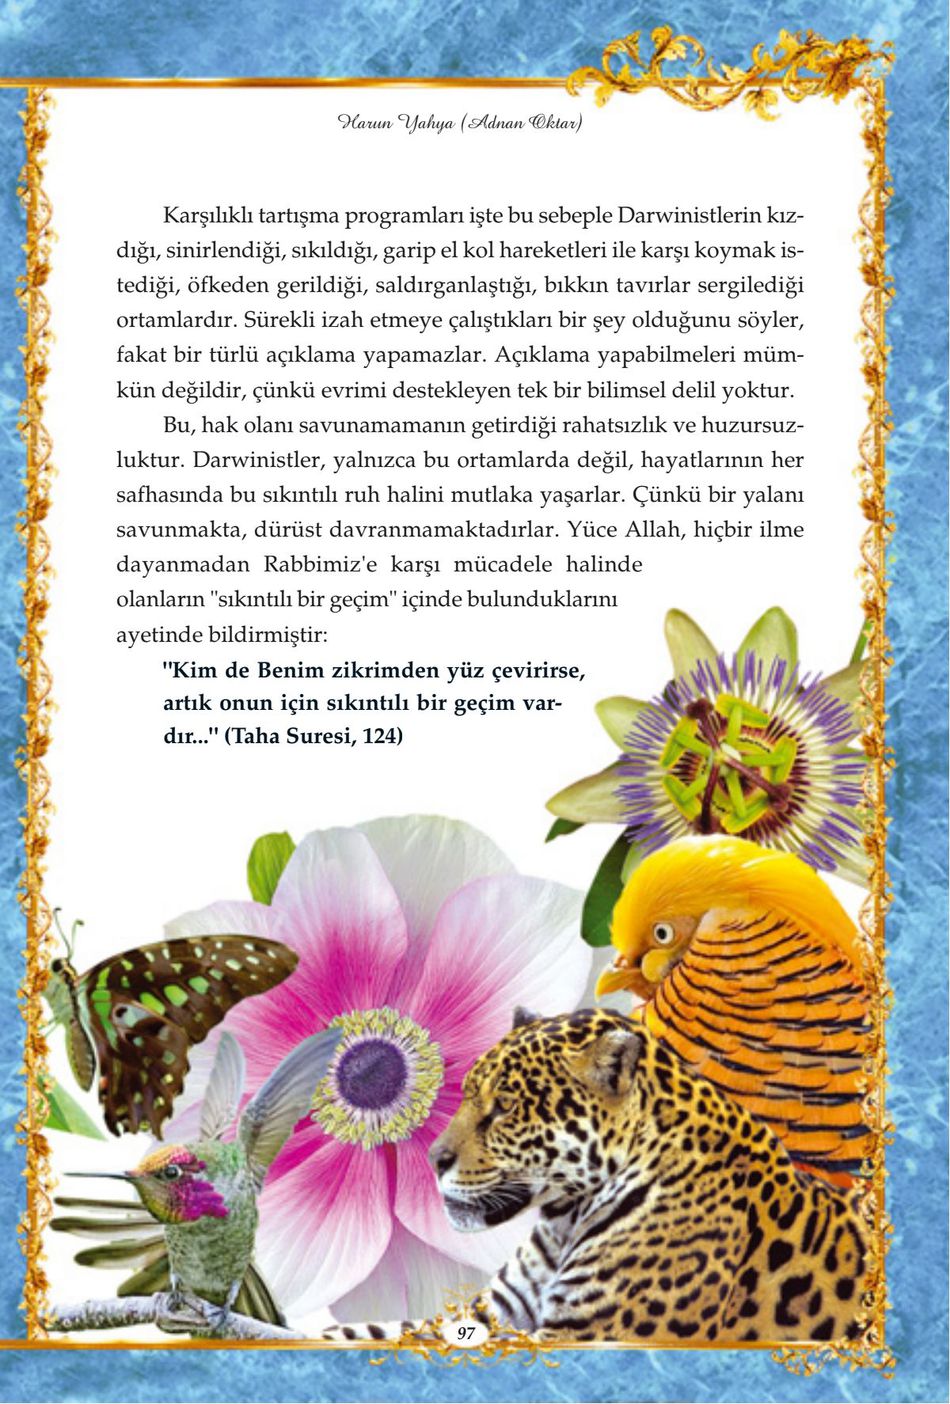 Harun Yahya (Adnan Oktar)
Karşılıklı tartışma programları işte bu sebeple Darwinistlerin kız-
dığı, sinirlendiği, sıkıldığı, garip el kol hareketleri ile karşı koymak is-
tediği, öfkeden gerildiği, saldırganlaştığı, bıkkın tavırlar sergilediği
ortamlardır. Sürekli izah etmeye çalıştıkları bir şey olduğunu söyler,
fakat bir türlü açıklama yapamazlar. Açıklama yapabilmeleri müm-
kün değildir, çünkü evrimi destekleyen tek bir bilimsel delil yoktur.
Bu, hak olanı savunamamanın getirdiği rahatsızlık ve huzursuz-
luktur. Darwinistler, yalnızca bu ortamlarda değil, hayatlarının her
safhasında bu sıkıntılı ruh halini mutlaka yaşarlar. Çünkü bir yalanı
savunmakta, dürüst davranmamaktadırlar. Yüce Allah, hiçbir ilme
dayanmadan Rabbimiz'e karşı mücadele halinde
olanların "sıkıntılı bir geçim" içinde bulunduklarını
ayetinde bildirmiştir:
"Kim de Benim zikrimden yüz çevirirse,
artık onun için sıkıntılı bir geçim var-
dır..." (Taha Suresi, 124)
97